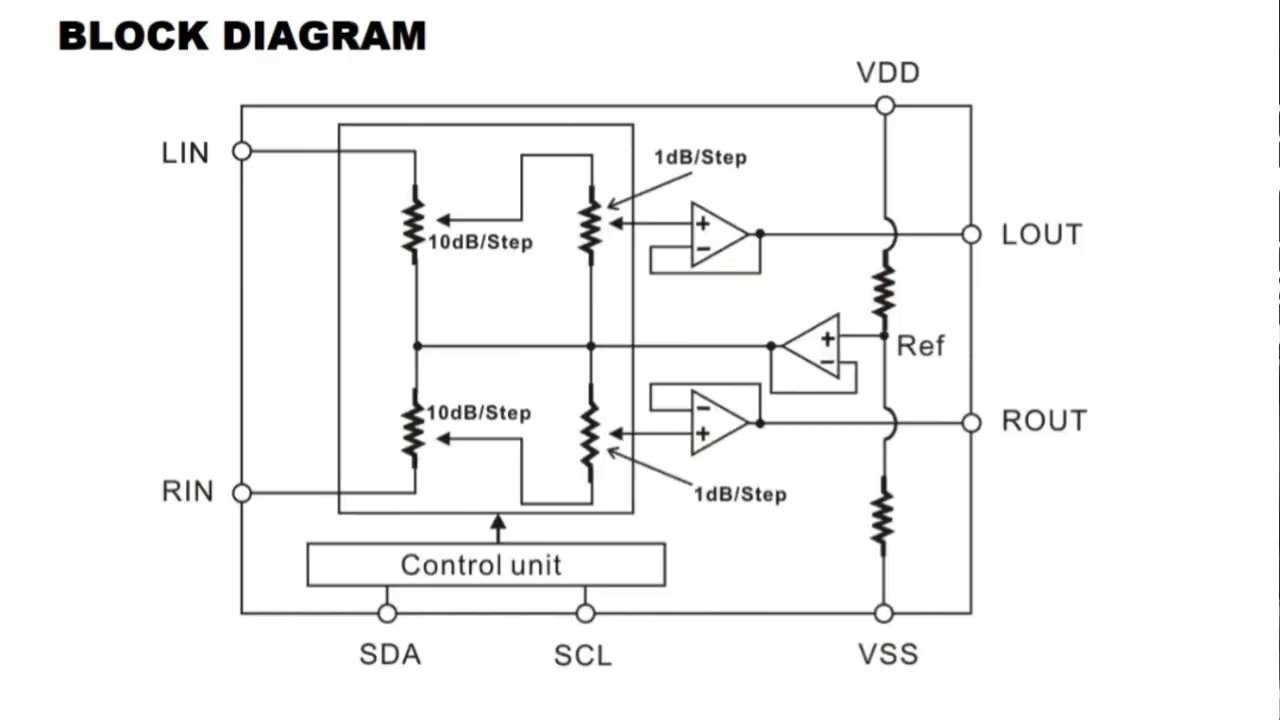 BLOCK DIAGRAM
VDD
LIN
1dB/Step
+
−
10dB/Step
LOUT
+
−
Ref
10dB/Step
−
+
ROUT
RIN
1dB/Step
Control unit
SDA
SCL
VSS